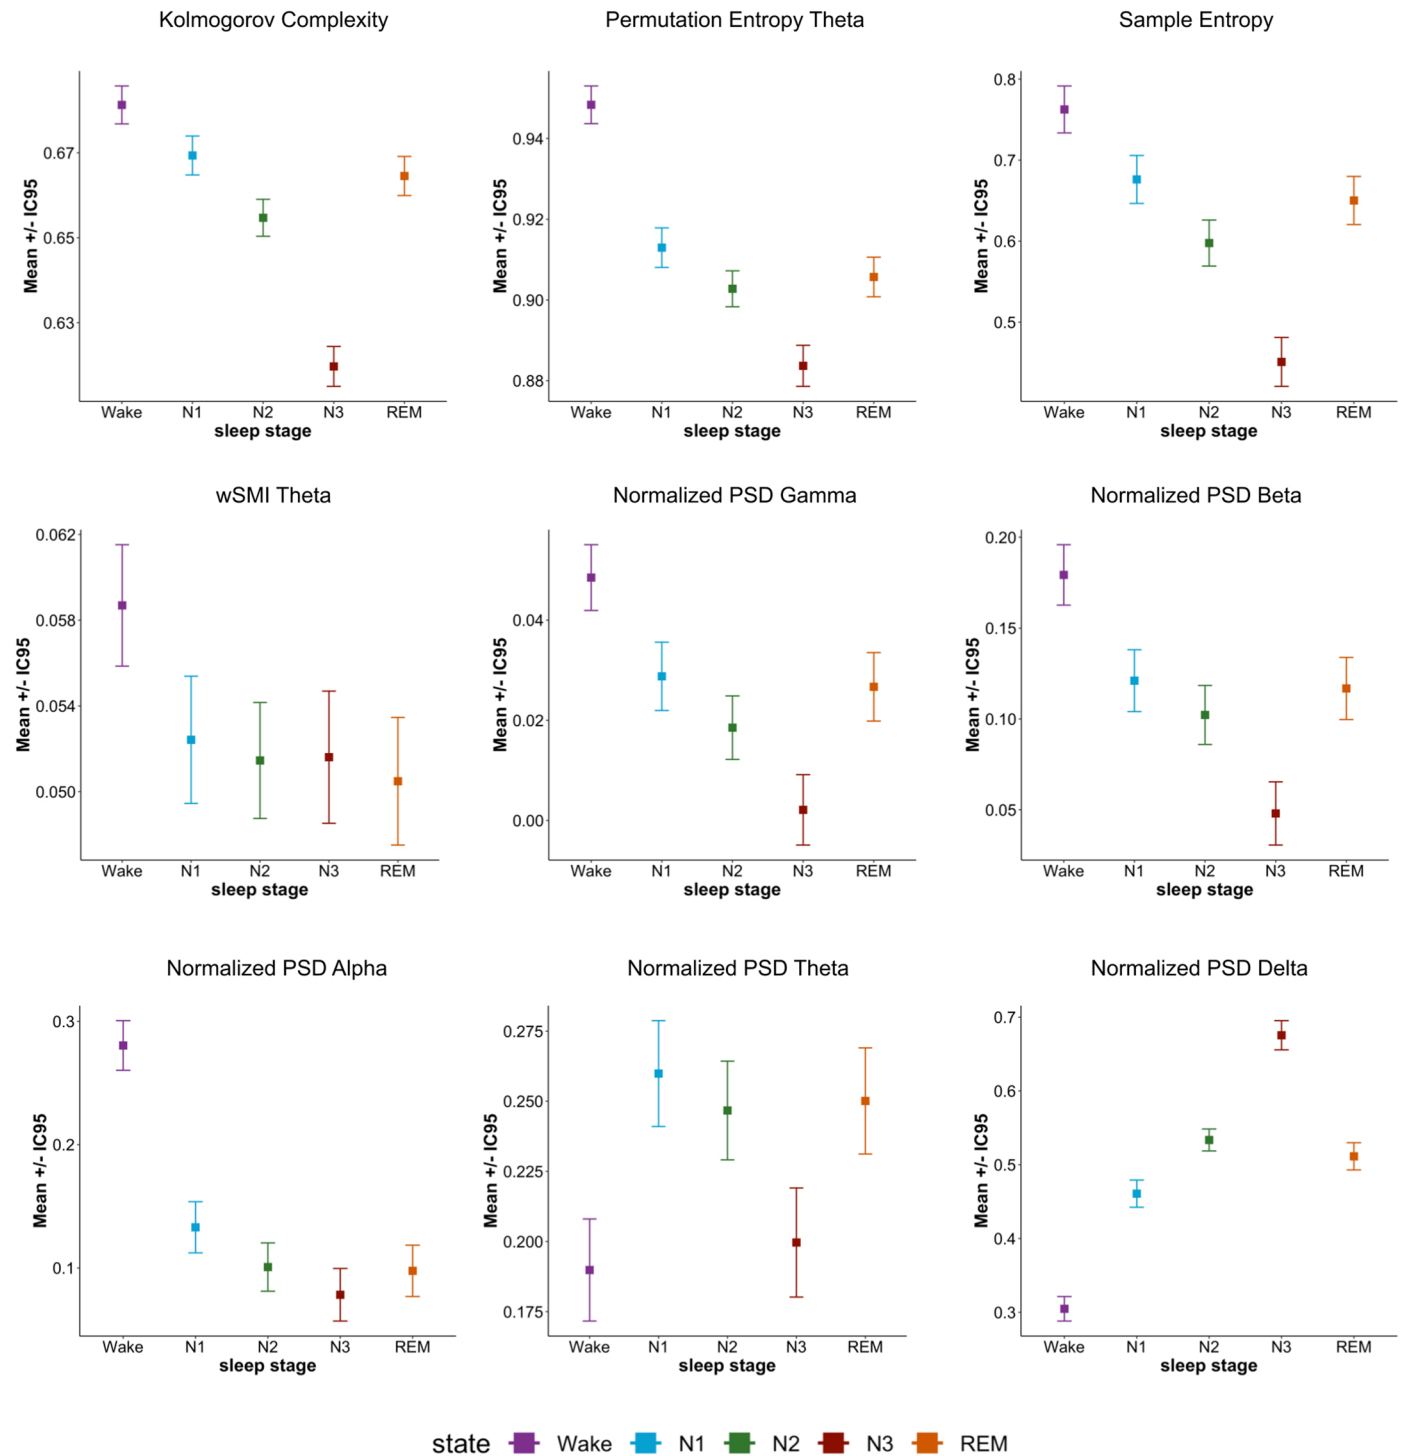 Kolmogorov Complexity
Permutation Entropy Theta
Sample Entropy
Mean +/- IC95
0.67
0.65
0.63
Wake N1 N2 N3 REM
sleep stage
Mean +/- IC95
0.94
0.92
0.90
0.88
Wake N1 N2 N3 REM
sleep stage
Mean +/- IC95
0.8
0.7
0.6
0.5
Wake N1 N2 N3 REM
sleep stage
wSMI Theta
Normalized PSD Gamma
Normalized PSD Beta
Mean +/- IC95
0.062
0.058
0.054
0.050
Wake N1 N2 N3 REM
sleep stage
Mean +/- IC95
0.04
0.02
0.00
Wake N1 N2 N3 REM
sleep stage
Mean +/- IC95
0.20
0.15
0.10
0.05
Wake N1 N2 N3 REM
sleep stage
Normalized PSD Alpha
Normalized PSD Theta
Normalized PSD Delta
Mean +/- IC95
0.3
0.2
0.1
Wake N1 N2 N3 REM
sleep stage
Mean +/- IC95
0.275
0.250
0.225
0.200
0.175
Wake N1 N2 N3 REM
sleep stage
Mean +/- IC95
0.7
0.6
0.5
0.4
0.3
Wake N1 N2 N3 REM
sleep stage
state Wake N1 N2 N3 REM